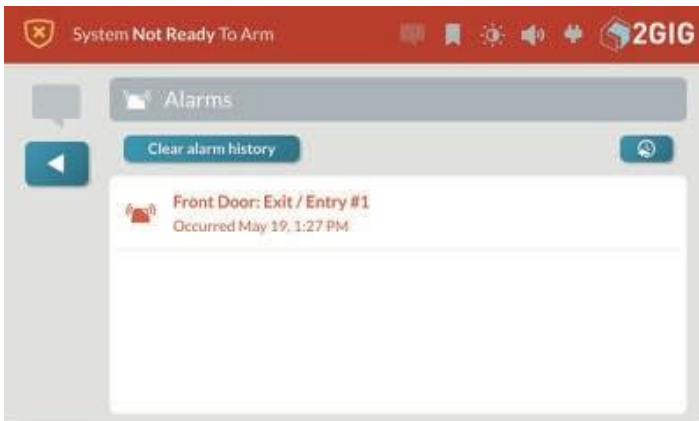 System Not Ready To Arm
2GIG
Alarms
Clear alarm history
Front Door: Exit / Entry #1
Occurred May 19, 1:27 PM